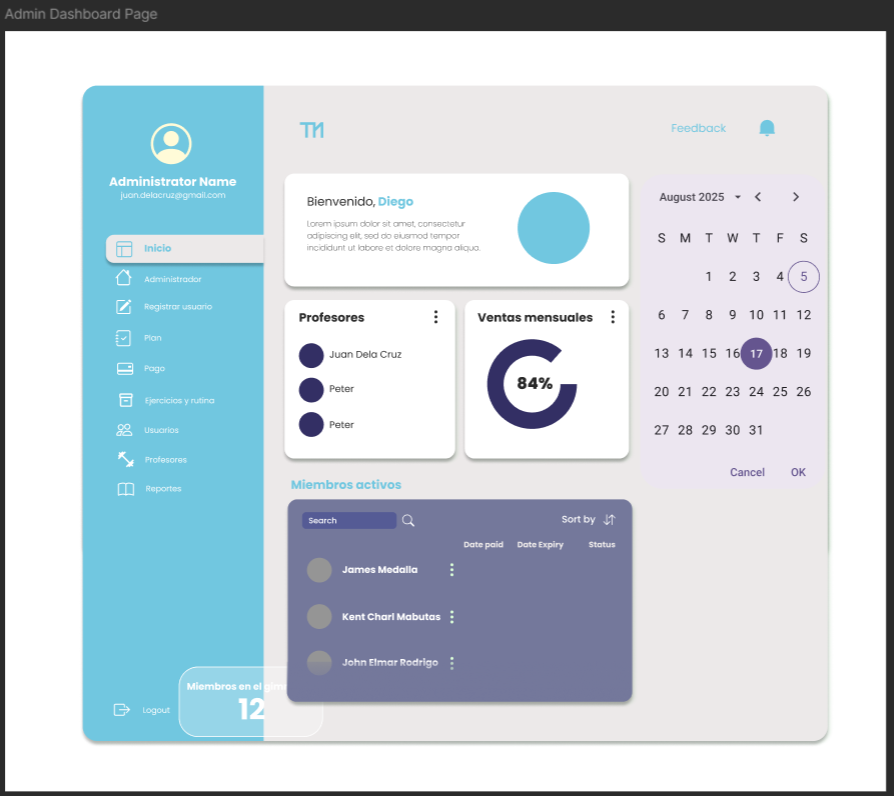 Admin Dashboard Page
Administrator Name
juan.delacruz@gmail.com
Inicio
Administrador
Registrar usuario
Plan
Pago
Ejercicios y rutina
Usuarios
Profesores
Reportes
Logout
Miembros en el gimn
12
TM
Feedback
Bienvenido, Diego
Lorem ipsum dolor sit amet, consectetur
adipiscing elit, sed do eiusmod tempor
incididunt ut labore et dolore magna aliqua.
Profesores
Juan Dela Cruz
Peter
Peter
Ventas mensuales
84%
August 2025
S M T W T F S
1 2 3 4 5
6 7 8 9 10 11 12
13 14 15 16 17 18 19
20 21 22 23 24 25 26
27 28 29 30 31
Cancel OK
Miembros activos
Search
Sort by
Date paid Date Expiry Status
James Medalla
Kent Charl Mabutas
John Elmar Rodrigo